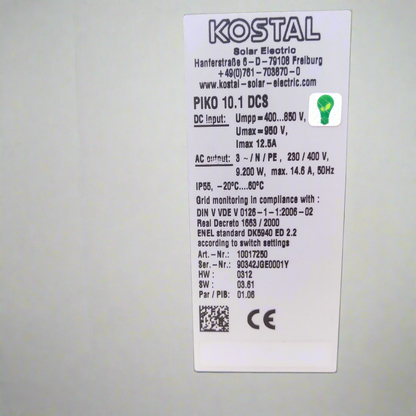 KOSTAL
Solar Electric
Hanferstraße 6 - D - 79108 Freiburg
+49(0)761-703870-0
www.kostal-solar-electric.com
PIKO 10.1 DCS
DC input: Umpp=400...850 V,
Umax=950 V,
Imax 12.5A
AC output: 3 ~ / N / PE , 230 / 400 V,
9.200 W, max. 14.6 A, 50Hz
IP55, -20°C...60°C
Grid monitoring in compliance with :
DIN V VDE V 0126-1-1:2006-02
Real Decreto 1663 / 2000
ENEL standard DK5940 ED 2.2
according to switch settings
Art.-Nr.: 10017250
Ser.-Nr.: 90342JGE0001Y
HW : 0312
SW : 03.61
Par / PIB: 01.06
CE